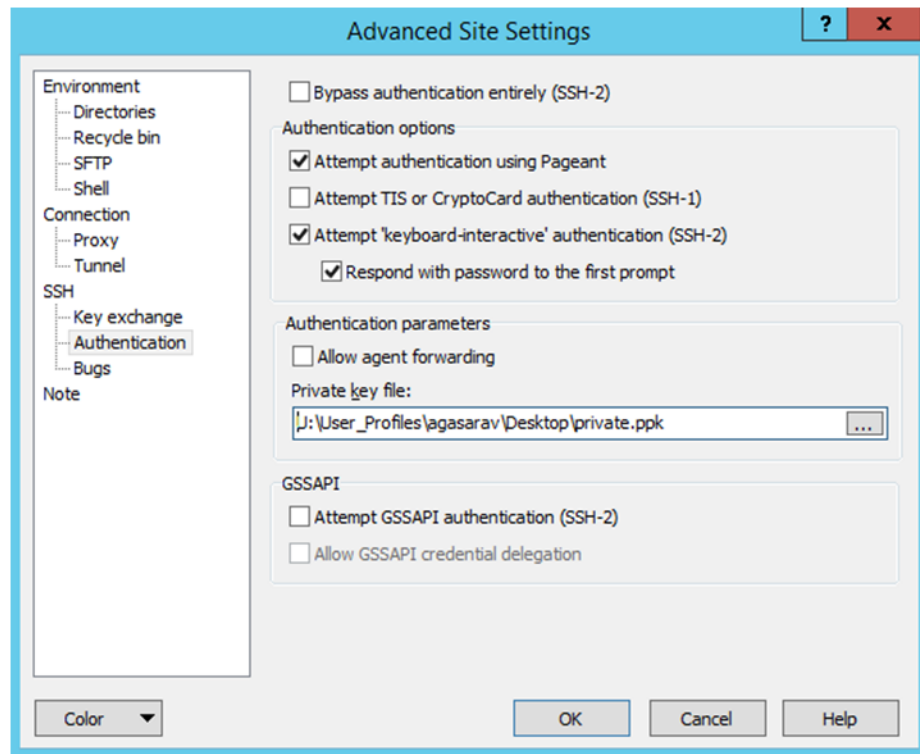 Advanced Site Settings
?
x
Environment
Directories
Recycle bin
SFTP
Shell
Connection
Proxy
Tunnel
SSH
Key exchange
Authentication
Bugs
Note
Bypass authentication entirely (SSH-2)
Authentication options
Attempt authentication using Pageant
Attempt TIS or CryptoCard authentication (SSH-1)
Attempt 'keyboard-interactive' authentication (SSH-2)
Respond with password to the first prompt
Authentication parameters
Allow agent forwarding
Private key file:
J:\User_Profiles\agasarav\Desktop\private.ppk
...
GSSAPI
Attempt GSSAPI authentication (SSH-2)
Allow GSSAPI credential delegation
Color
OK
Cancel
Help